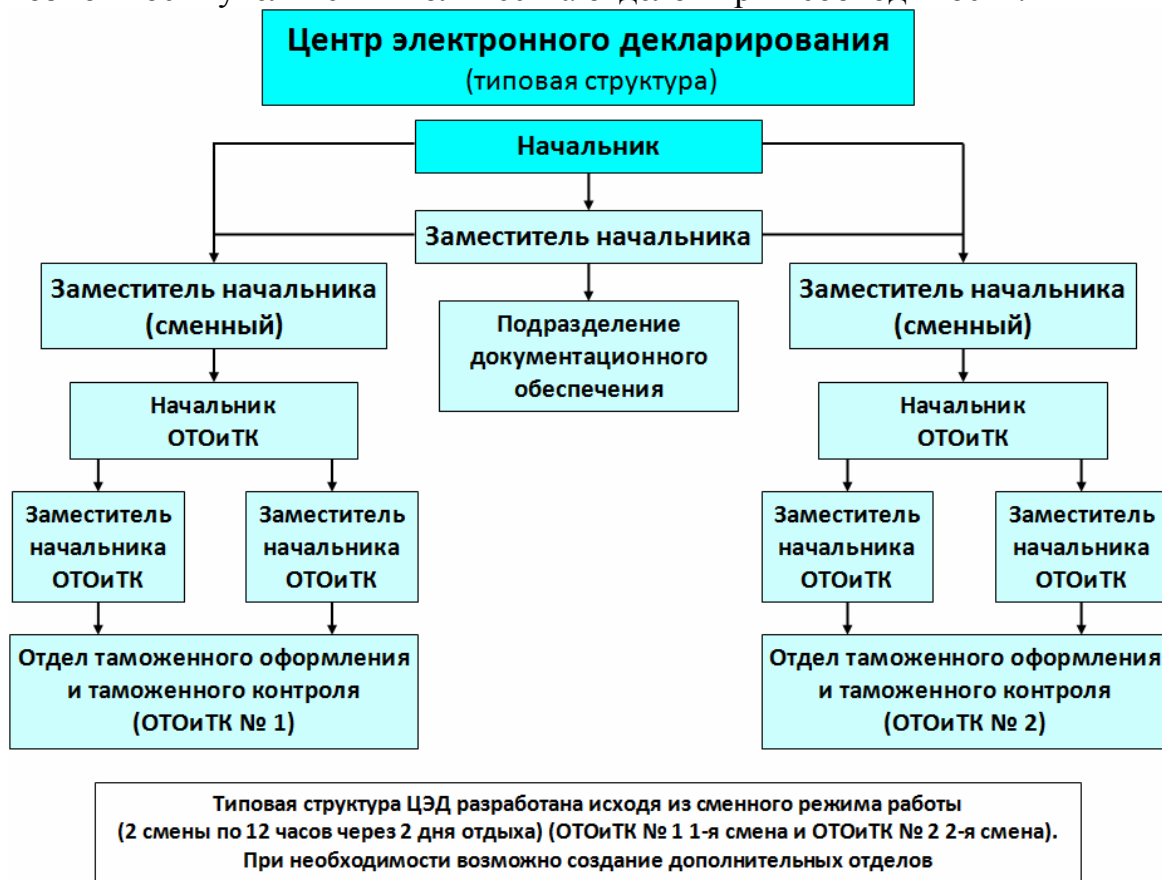 Центр электронного декларирования
(типовая структура)
Начальник
Заместитель начальника
Заместитель начальника
(сменный)
Подразделение
документационного
обеспечения
Заместитель начальника
(сменный)
Начальник
ОТОиТК
Начальник
ОТОиТК
Заместитель
начальника
ОТОиТК
Заместитель
начальника
ОТОиТК
Заместитель
начальника
ОТОиТК
Заместитель
начальника
ОТОиТК
Отдел таможенного оформления
и таможенного контроля
(ОТОиТК № 1)
Отдел таможенного оформления
и таможенного контроля
(ОТОиТК № 2)
Типовая структура ЦЭД разработана исходя из сменного режима работы
(2 смены по 12 часов через 2 дня отдыха) (ОТОиТК № 1 1-я смена и ОТОиТК № 2 2-я смена).
При необходимости возможно создание дополнительных отделов